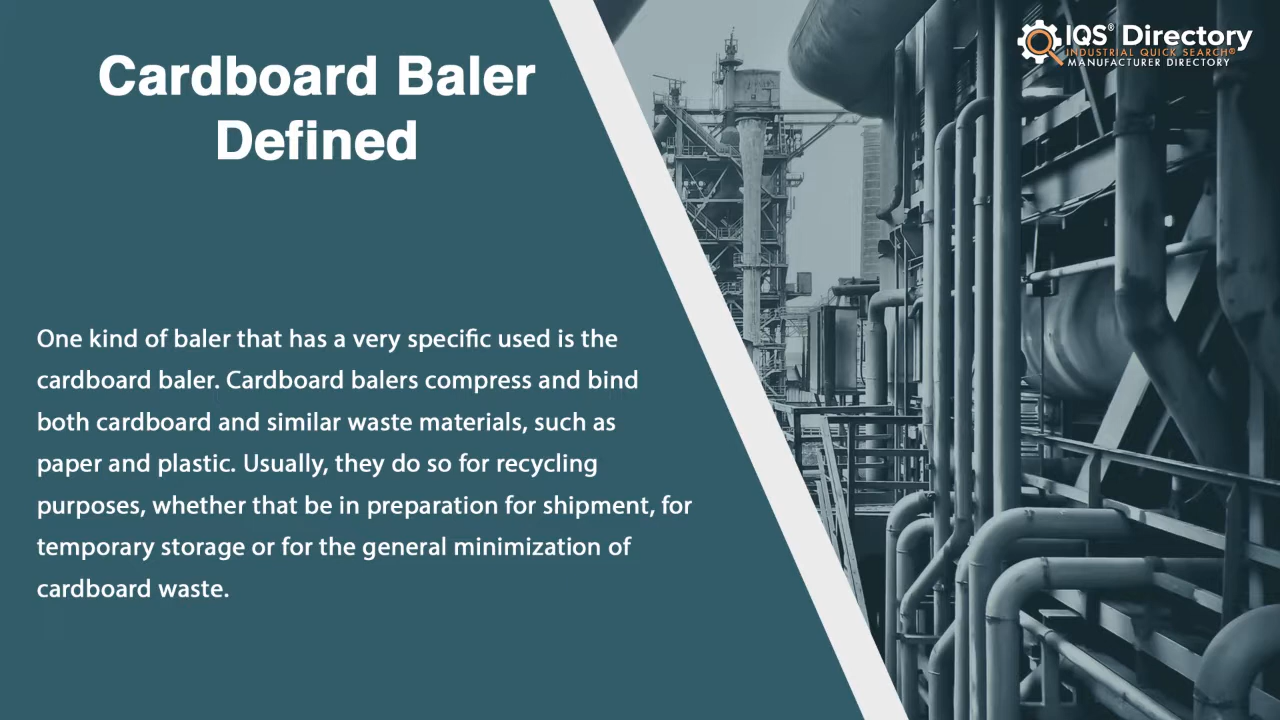 Cardboard Baler
Defined
IQS® Directory
INDUSTRIAL QUICK SEARCH®
MANUFACTURER DIRECTORY
One kind of baler that has a very specific used is the
cardboard baler. Cardboard balers compress and bind
both cardboard and similar waste materials, such as
paper and plastic. Usually, they do so for recycling
purposes, whether that be in preparation for shipment, for
temporary storage or for the general minimization of
cardboard waste.